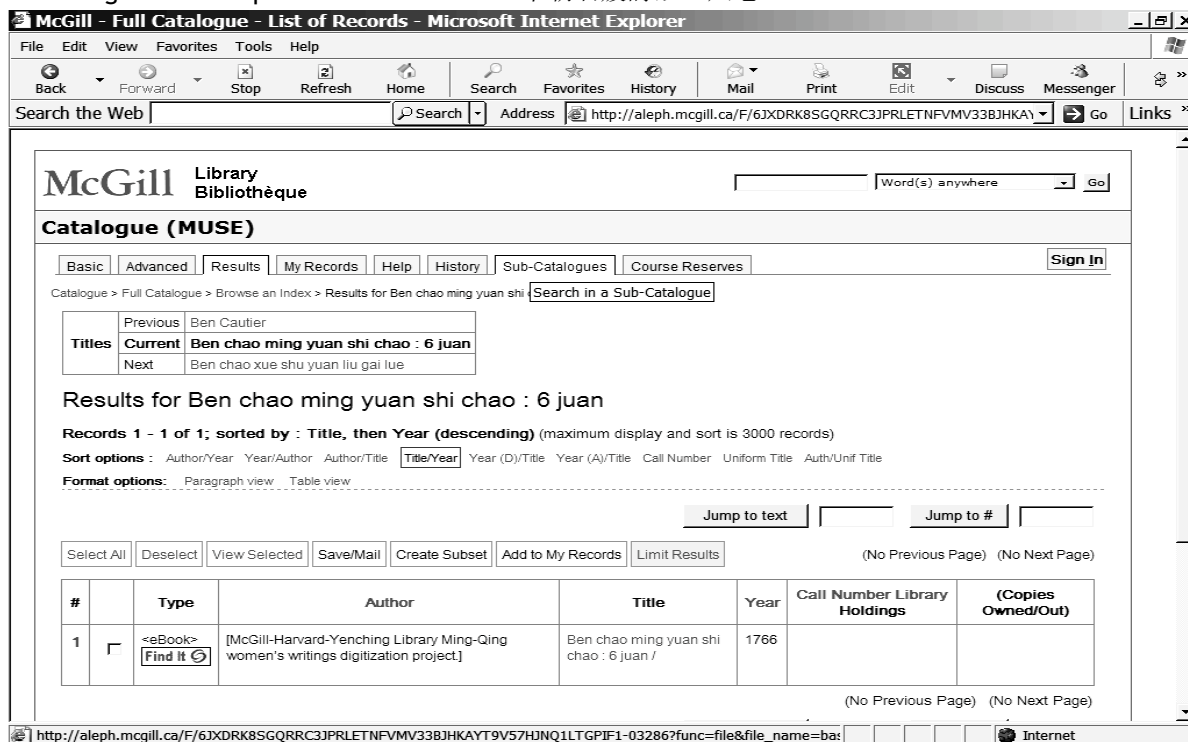 McGill - Full Catalogue - List of Records - Microsoft Internet Explorer
File Edit View Favorites Tools Help
Back Forward Stop Refresh Home Search Favorites History Mail Print Edit Discuss Messenger
Search the Web Search Address http://aleph.mcgill.ca/F/6JXDRK8SGQRRC3JPRLETNFVMV33BJHKAY Go Links
McGill Library
Bibliothèque
Word(s) anywhere Go
Catalogue (MUSE)
Basic Advanced Results My Records Help History Sub-Catalogues Course Reserves Sign In
Catalogue > Full Catalogue > Browse an Index > Results for Ben chao ming yuan shi
Search in a Sub-Catalogue
Titles
Previous Ben Cautier
Current Ben chao ming yuan shi chao : 6 juan
Next Ben chao xue shu yuan liu gai lue
Results for Ben chao ming yuan shi chao : 6 juan
Records 1 - 1 of 1; sorted by : Title, then Year (descending) (maximum display and sort is 3000 records)
Sort options : Author/Year Year/Author Author/Title Title/Year Year (D)/Title Year (A)/Title Call Number Uniform Title Auth/Unif Title
Format options: Paragraph view Table view
Jump to text Jump to #
Select All Deselect View Selected Save/Mail Create Subset Add to My Records Limit Results (No Previous Page) (No Next Page)
# Type Author Title Year Call Number Library Holdings (Copies Owned/Out)
1 <eBook> Find It [McGill-Harvard-Yenching Library Ming-Qing women's writings digitization project.] Ben chao ming yuan shi chao : 6 juan / 1766
(No Previous Page) (No Next Page)
http://aleph.mcgill.ca/F/6JXDRK8SGQRRC3JPRLETNFVMV33BJHKAYT9V57HJNQ1LTGPIF1-03286?func=file&file_name=bas Internet